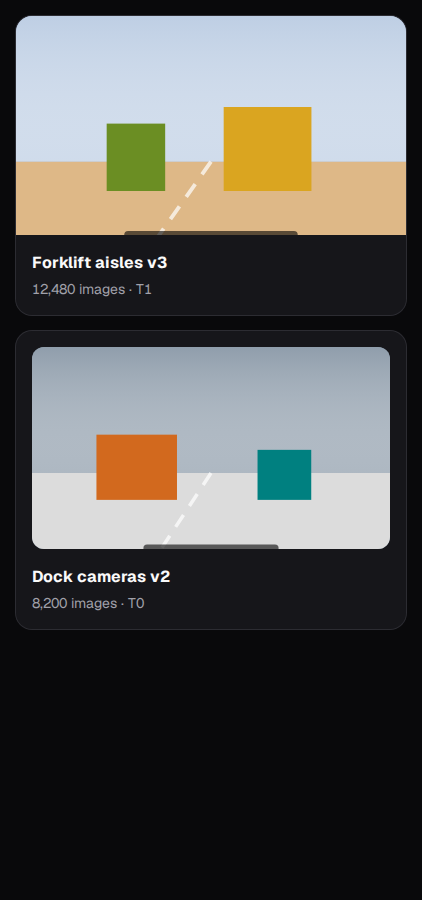 Forklift aisles v3
12,480 images · T1
Dock cameras v2
8,200 images · T0